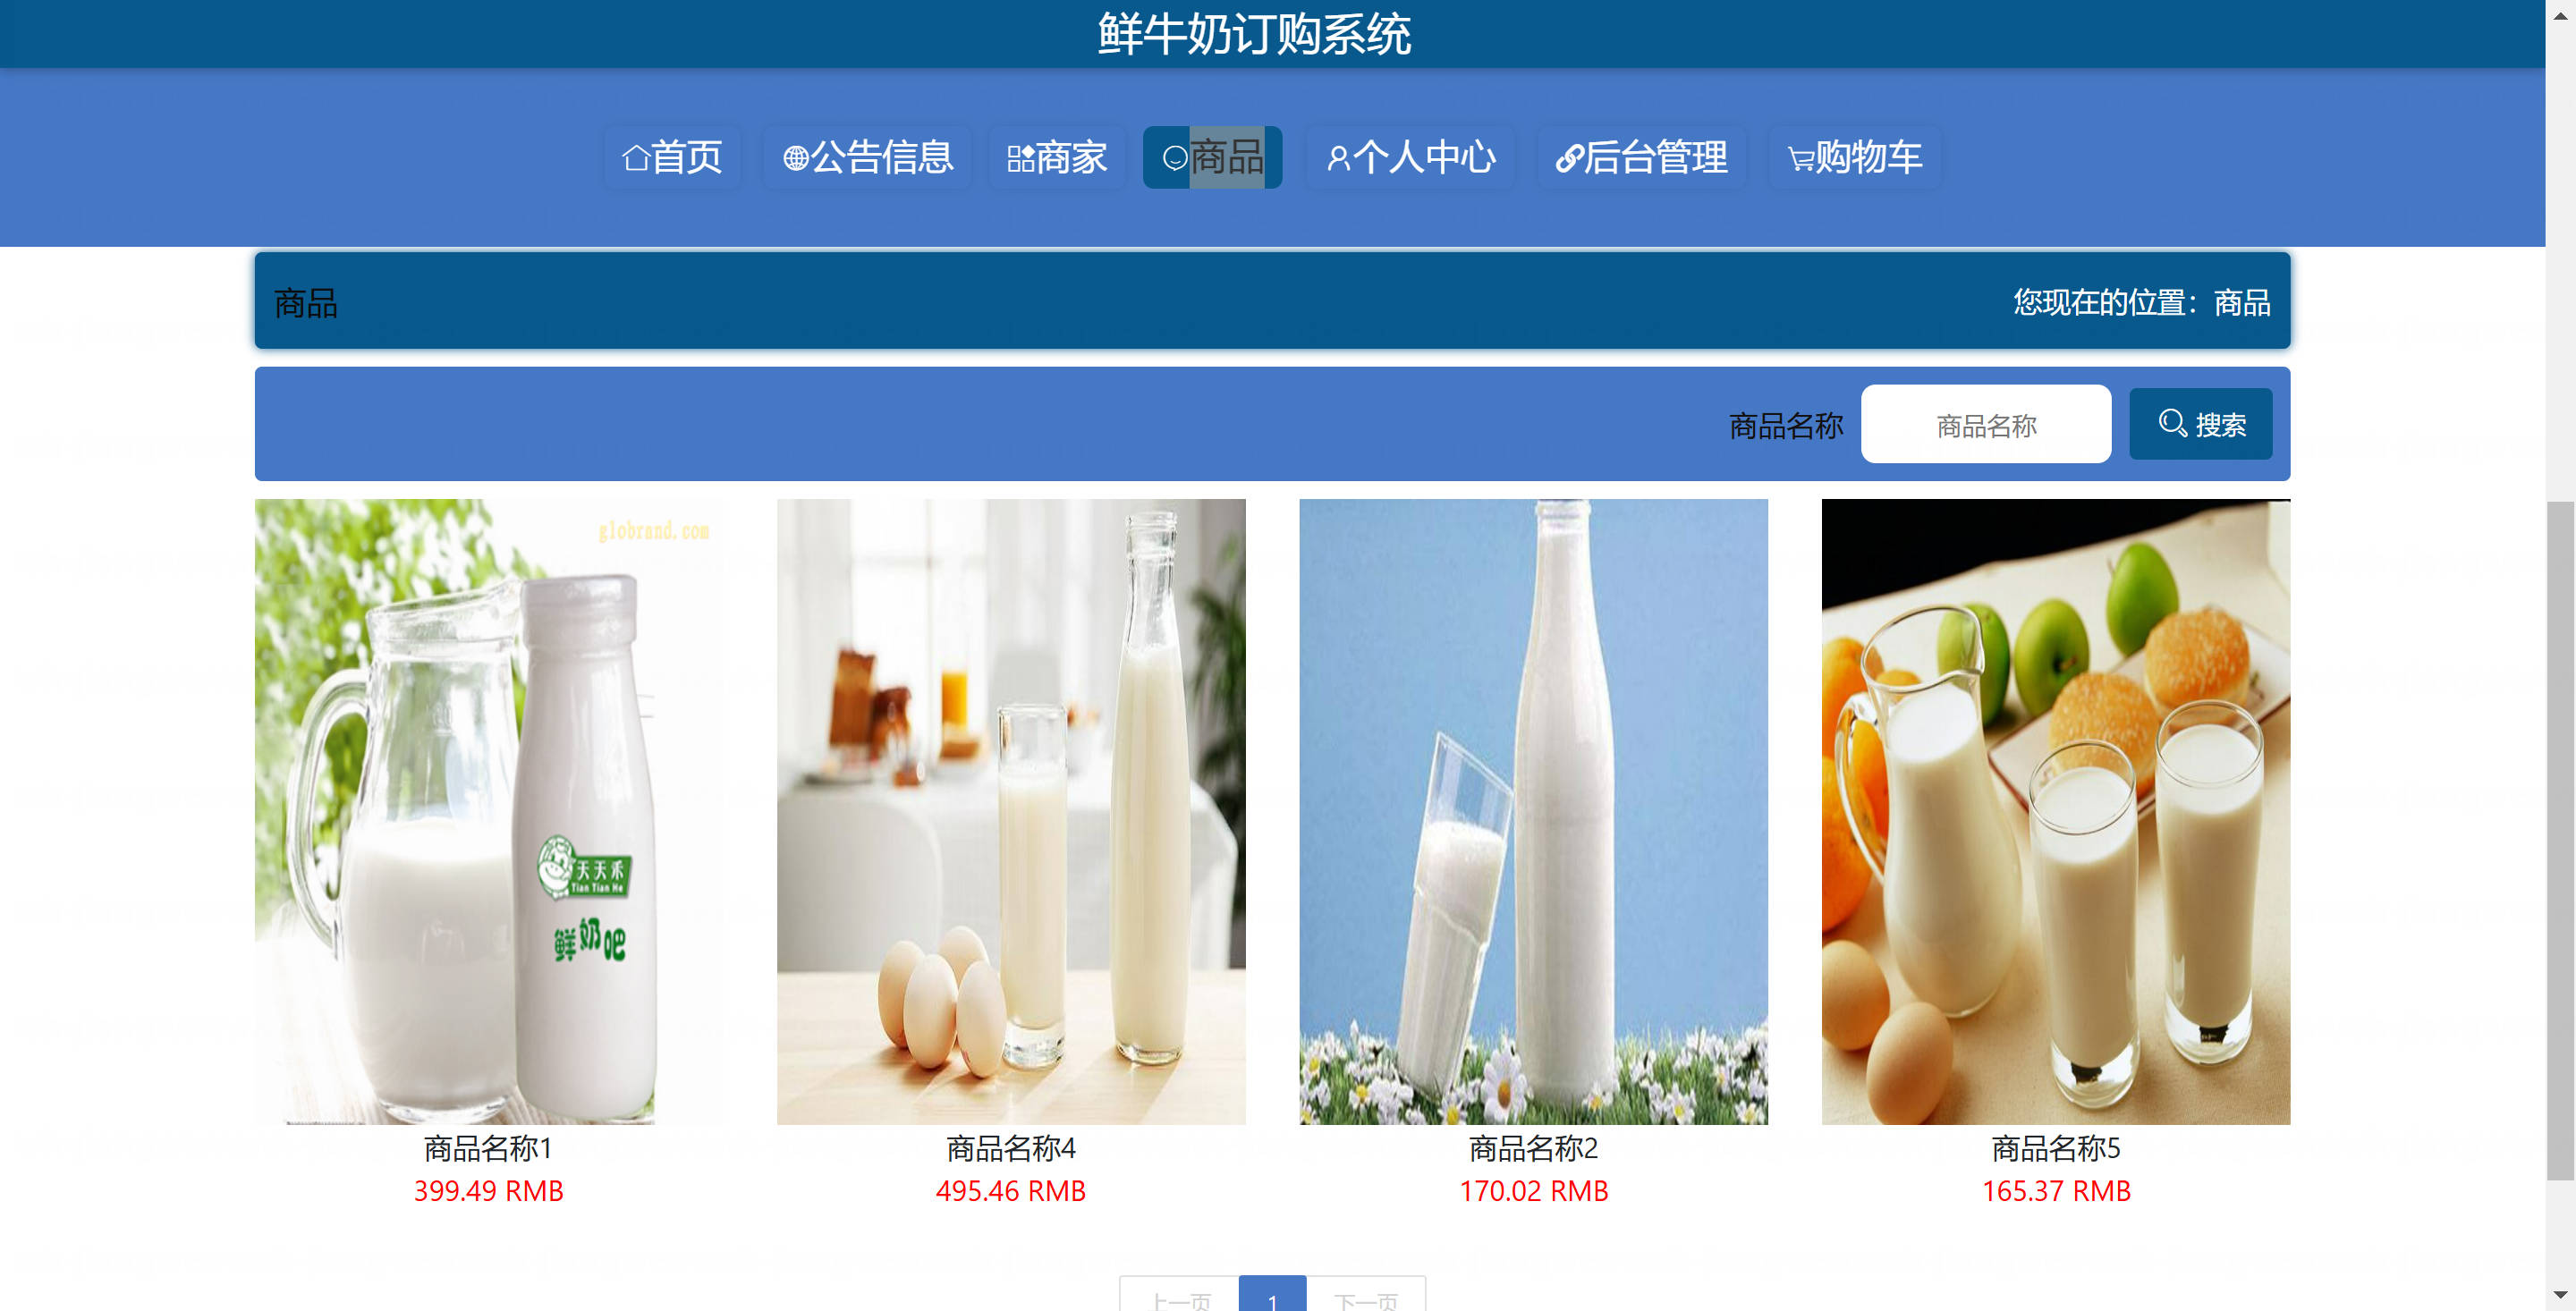 鲜牛奶订购系统
首页 公告信息 商家 商品 个人中心 后台管理 购物车
商品 您现在的位置：商品
商品名称 商品名称 搜索
globrand.com
天天禾
Tian Tian He
鲜奶吧
商品名称1 商品名称4 商品名称2 商品名称5
399.49 RMB 495.46 RMB 170.02 RMB 165.37 RMB
上一页 1 下一页